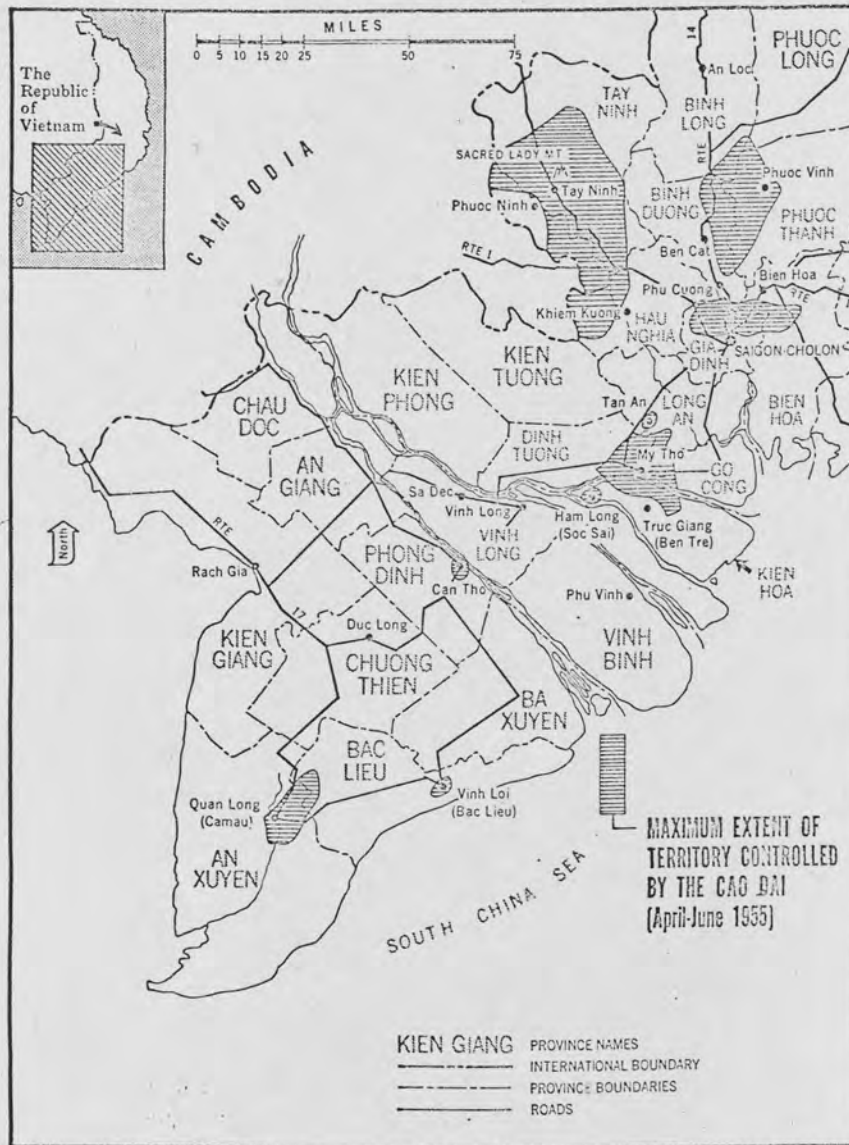 MILES
0 5 10 15 20 25 50 75
The
Republic
of
Vietnam
CAMBODIA
14
PHUOC
LONG
An Loc
TAY
NINH
BINH
LONG
RTE
SACRED LADY MT.
Tay Ninh
Phuoc Ninh
BINH
DUONG
Phuoc Vinh
PHUOC
THANH
Ben Cat
RTE 1
Phu Cuong
Bien Hoa
RTE
Khiem Kuong
HAU
NGHIA
GIA
DINH
SAIGON-CHOLON
KIEN
TUONG
KIEN
PHONG
Tan An
LONG
AN
BIEN
HOA
CHAU
DOC
DINH
TUONG
My Tho
GO
CONG
AN
GIANG
Sa Dec
Vinh Long
VINH
LONG
Ham Long
(Soc Sai)
Truc Giang
(Ben Tre)
KIEN
HOA
North
RTE
Rach Gia
PHONG
DINH
Can Tho
Phu Vinh
VINH
BINH
17
Duc Long
KIEN
GIANG
CHUONG
THIEN
BA
XUYEN
BAC
LIEU
Quan Long
(Camau)
Vinh Loi
(Bac Lieu)
AN
XUYEN
SOUTH CHINA SEA
MAXIMUM EXTENT OF
TERRITORY CONTROLLED
BY THE CAO DAI
(April-June 1955)
KIEN GIANG PROVINCE NAMES
INTERNATIONAL BOUNDARY
PROVINCE BOUNDARIES
ROADS